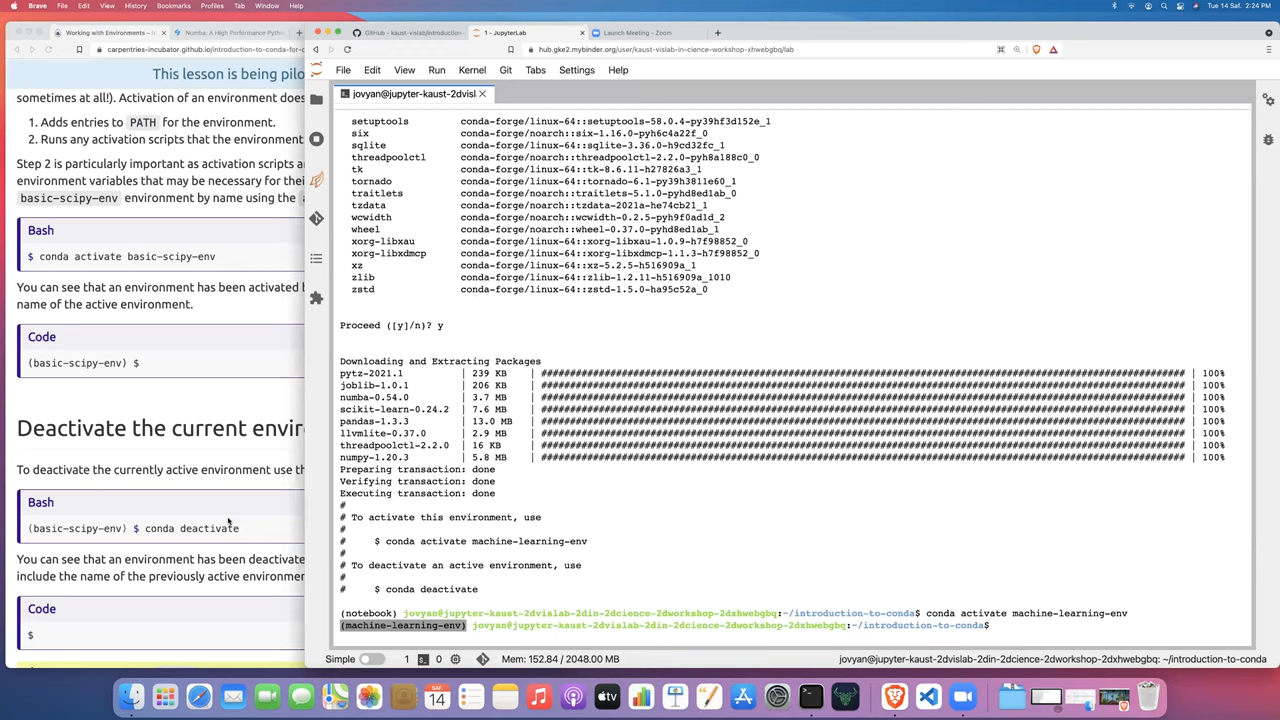 Brave File Edit View History Bookmarks Profiles Tab Window Help
Tue 14 Saf. 2:24 PM
Working with Environments –
Numba: A High Performance Pyth
GitHub - kaust-vislab/introduction-
1 - JupyterLab
Launch Meeting - Zoom
carpentries-incubator.github.io/introduction-to-conda-for-d
hub.gke2.mybinder.org/user/kaust-vislab-in-cience-workshop-xhwebgbq/lab
This lesson is being pilo
sometimes at all!). Activation of an environment does
1. Adds entries to PATH for the environment.
2. Runs any activation scripts that the environment
Step 2 is particularly important as activation scripts a
environment variables that may be necessary for their
basic-scipy-env environment by name using the a
Bash
$ conda activate basic-scipy-env
You can see that an environment has been activated b
name of the active environment.
Code
(basic-scipy-env) $
Deactivate the current envir
To deactivate the currently active environment use th
Bash
(basic-scipy-env) $ conda deactivate
You can see that an environment has been deactivate
include the name of the previously active environmen
Code
$
File Edit View Run Kernel Git Tabs Settings Help
jovyan@jupyter-kaust-2dvisl
setuptools conda-forge/linux-64::setuptools-58.0.4-py39hf3d152e_1
six conda-forge/noarch::six-1.16.0-pyh6c4a22f_0
sqlite conda-forge/linux-64::sqlite-3.36.0-h9cd32fc_1
threadpoolctl conda-forge/noarch::threadpoolctl-2.2.0-pyh8a188c0_0
tk conda-forge/linux-64::tk-8.6.11-h27826a3_1
tornado conda-forge/linux-64::tornado-6.1-py39h3811e60_1
traitlets conda-forge/noarch::traitlets-5.1.0-pyhd8ed1ab_0
tzdata conda-forge/noarch::tzdata-2021a-he74cb21_1
wcwidth conda-forge/noarch::wcwidth-0.2.5-pyh9f0ad1d_2
wheel conda-forge/noarch::wheel-0.37.0-pyhd8ed1ab_1
xorg-libxau conda-forge/linux-64::xorg-libxau-1.0.9-h7f98852_0
xorg-libxdmcp conda-forge/linux-64::xorg-libxdmcp-1.1.3-h7f98852_0
xz conda-forge/linux-64::xz-5.2.5-h516909a_1
zlib conda-forge/linux-64::zlib-1.2.11-h516909a_1010
zstd conda-forge/linux-64::zstd-1.5.0-ha95c52a_0
Proceed ([y]/n)? y
Downloading and Extracting Packages
pytz-2021.1 | 239 KB | ################ | 100%
joblib-1.0.1 | 206 KB | ################ | 100%
numba-0.54.0 | 3.7 MB | ################ | 100%
scikit-learn-0.24.2 | 7.6 MB | ################ | 100%
pandas-1.3.3 | 13.0 MB | ################ | 100%
llvmlite-0.37.0 | 2.9 MB | ################ | 100%
threadpoolctl-2.2.0 | 16 KB | ################ | 100%
numpy-1.20.3 | 5.8 MB | ################ | 100%
Preparing transaction: done
Verifying transaction: done
Executing transaction: done
#
# To activate this environment, use
#
# $ conda activate machine-learning-env
#
# To deactivate an active environment, use
#
# $ conda deactivate
(notebook) jovyan@jupyter-kaust-2dvislab-2din-2dcience-2dworkshop-2dxhwebgbq:~/introduction-to-conda$ conda activate machine-learning-env
(machine-learning-env) jovyan@jupyter-kaust-2dvislab-2din-2dcience-2dworkshop-2dxhwebgbq:~/introduction-to-conda$
Simple 1 0 Mem: 152.84 / 2048.00 MB
jovyan@jupyter-kaust-2dvislab-2din-2dcience-2dworkshop-2dxhwebgbq: ~/introduction-to-conda
SAF.
14
tv